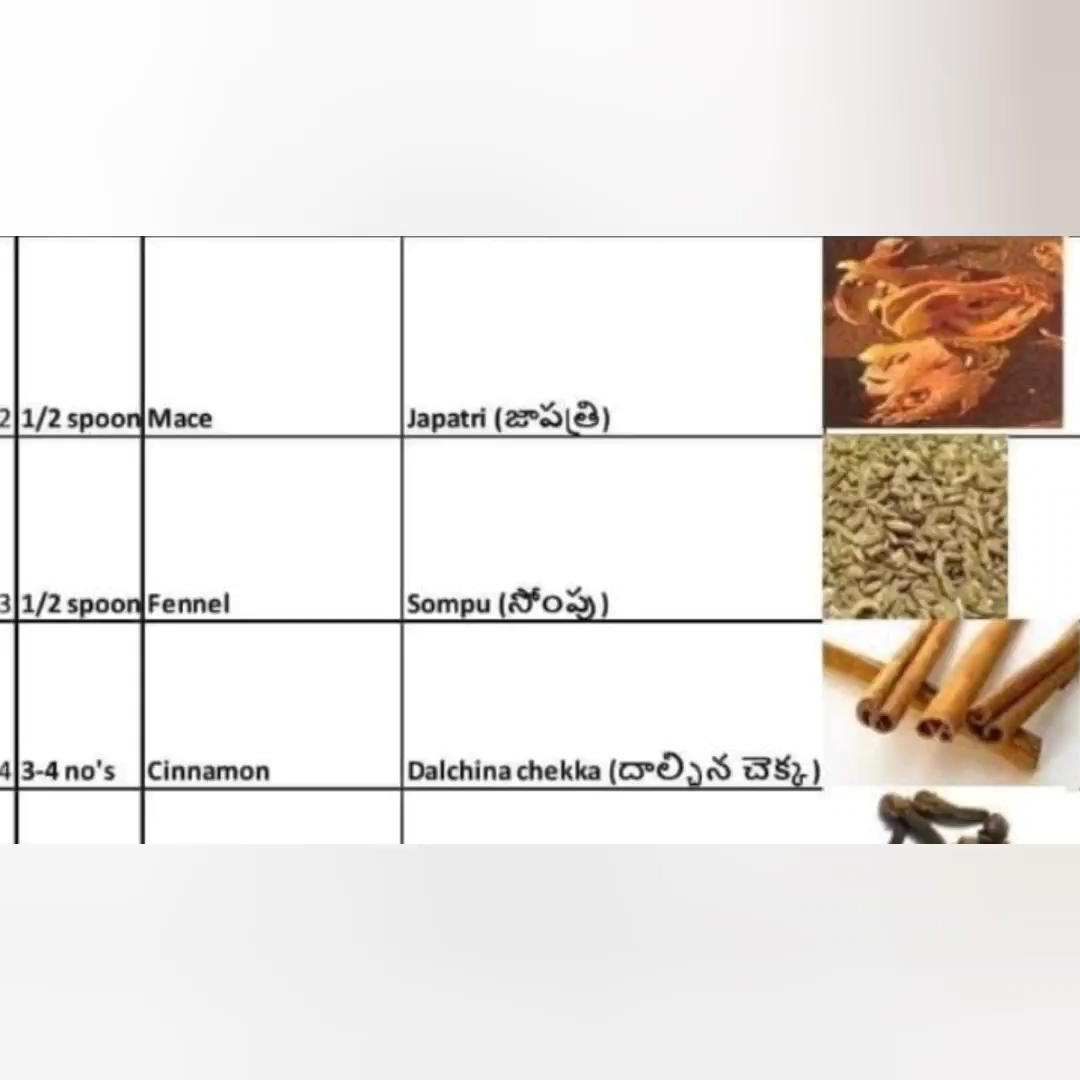 2 1/2 spoon Mace Japatri (జాపత్రి)
3 1/2 spoon Fennel Sompu (సోంపు)
4 3-4 no's Cinnamon Dalchina chekka (దాల్చిన చెక్క)